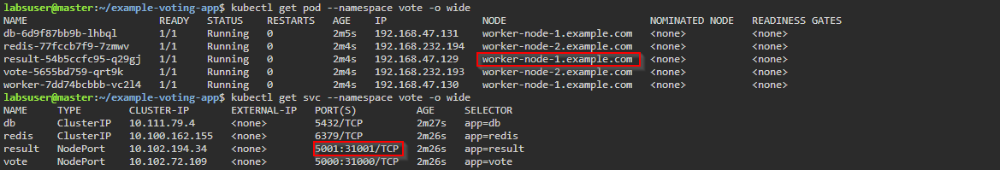 labsuser@master:~/example-voting-app$ kubectl get pod --namespace vote -o wide
NAME READY STATUS RESTARTS AGE IP NODE NOMINATED NODE READINESS GATES
db-6d9f87bb9b-lhbql 1/1 Running 0 2m5s 192.168.47.131 worker-node-1.example.com <none> <none>
redis-77fccb7f9-7zmwv 1/1 Running 0 2m4s 192.168.232.194 worker-node-2.example.com <none> <none>
result-54b5ccfc95-q29gj 1/1 Running 0 2m4s 192.168.47.129 worker-node-1.example.com <none> <none>
vote-5655bd759-qrt9k 1/1 Running 0 2m4s 192.168.232.193 worker-node-2.example.com <none> <none>
worker-7dd74bcbbb-vc2l4 1/1 Running 0 2m4s 192.168.47.130 worker-node-1.example.com <none> <none>
labsuser@master:~/example-voting-app$ kubectl get svc --namespace vote -o wide
NAME TYPE CLUSTER-IP EXTERNAL-IP PORT(S) AGE SELECTOR
db ClusterIP 10.111.79.4 <none> 5432/TCP 2m27s app=db
redis ClusterIP 10.100.162.155 <none> 6379/TCP 2m26s app=redis
result NodePort 10.102.194.34 <none> 5001:31001/TCP 2m26s app=result
vote NodePort 10.102.72.109 <none> 5000:31000/TCP 2m26s app=vote